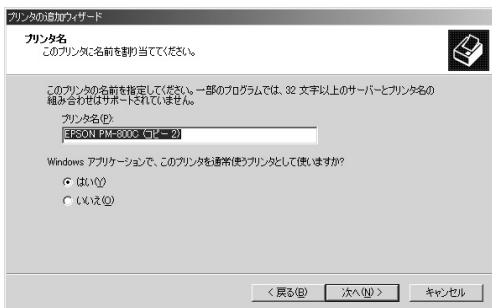 プリンタの追加ウィザード
プリンタ名
このプリンタに名前を割り当ててください。
このプリンタの名前を指定してください。一部のプログラムでは、32 文字以上のサーバーとプリンタ名の
組み合わせはサポートされていません。
プリンタ名(P):
EPSON PM-800C (コピー 2)
Windows アプリケーションで、このプリンタを通常使うプリンタとして使いますか?
はい(Y)
いいえ(O)
< 戻る(B)
次へ(N) >
キャンセル